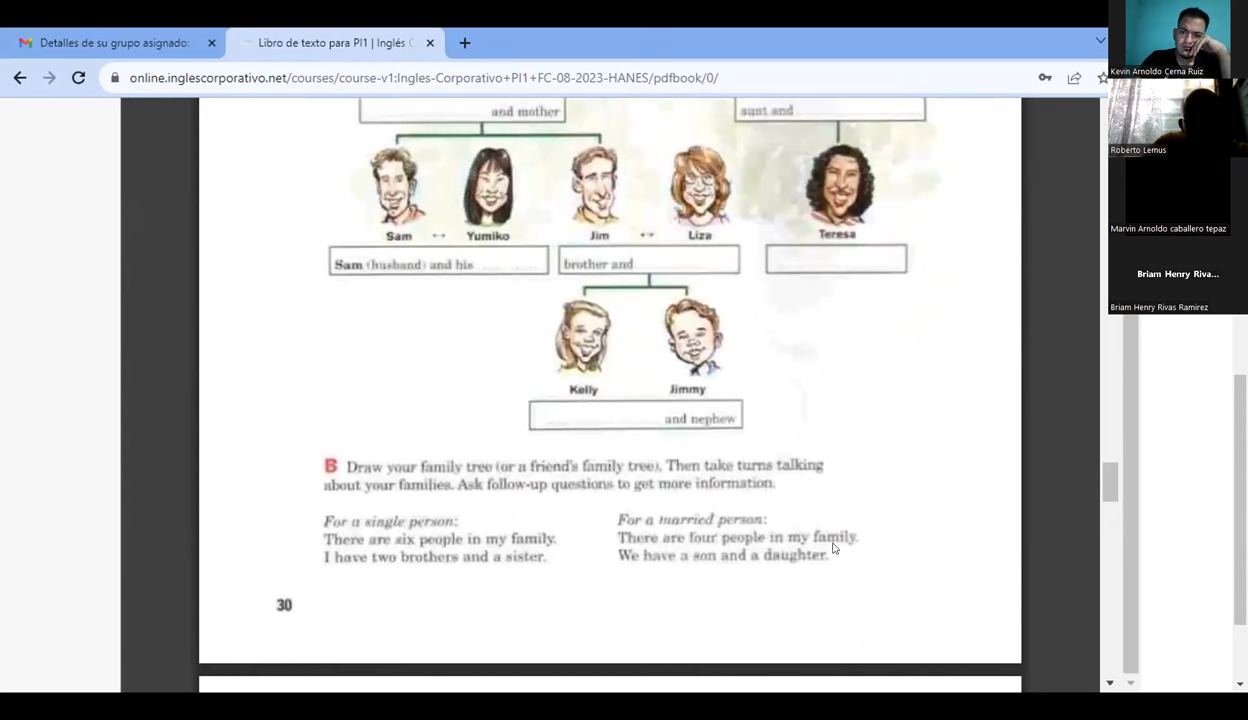 Detalles de su grupo asignado:
Libro de texto para PI1 | Inglés C
online.inglescorporativo.net/courses/course-v1:Ingles-Corporativo+PI1+FC-08-2023-HANES/pdfbook/0/
Kevin Arnoldo Cerna Ruiz
Roberto Lemus
Marvin Arnoldo caballero tepaz
Briam Henry Riva...
Briam Henry Rivas Ramirez
and mother
aunt and
Sam ↔ Yumiko Jim ↔ Liza Teresa
Sam (husband) and his
brother and
Kelly Jimmy
and nephew
B Draw your family tree (or a friend's family tree). Then take turns talking
about your families. Ask follow-up questions to get more information.
For a single person:
There are six people in my family.
I have two brothers and a sister.
For a married person:
There are four people in my family.
We have a son and a daughter.
30